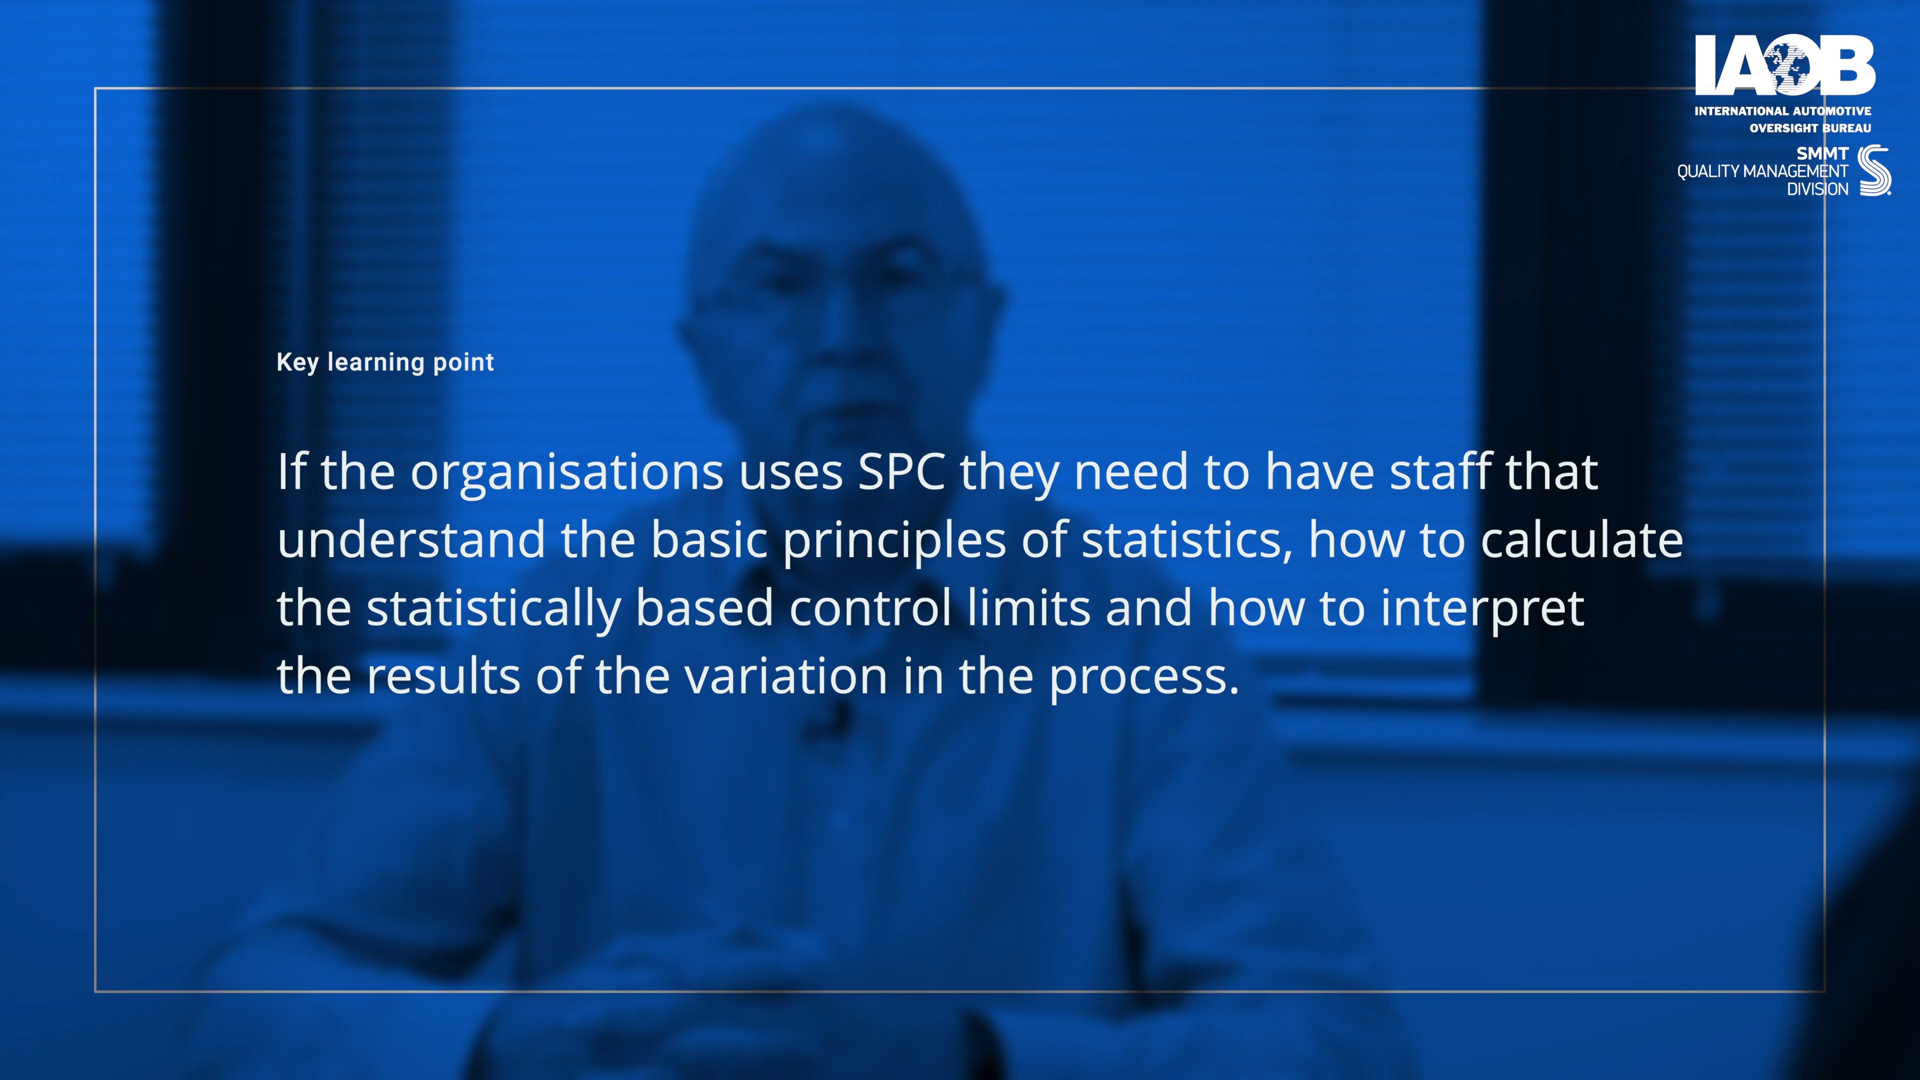 IAOB
INTERNATIONAL AUTOMOTIVE
OVERSIGHT BUREAU
SMMT
QUALITY MANAGEMENT
DIVISION
Key learning point
If the organisations uses SPC they need to have staff that
understand the basic principles of statistics, how to calculate
the statistically based control limits and how to interpret
the results of the variation in the process.